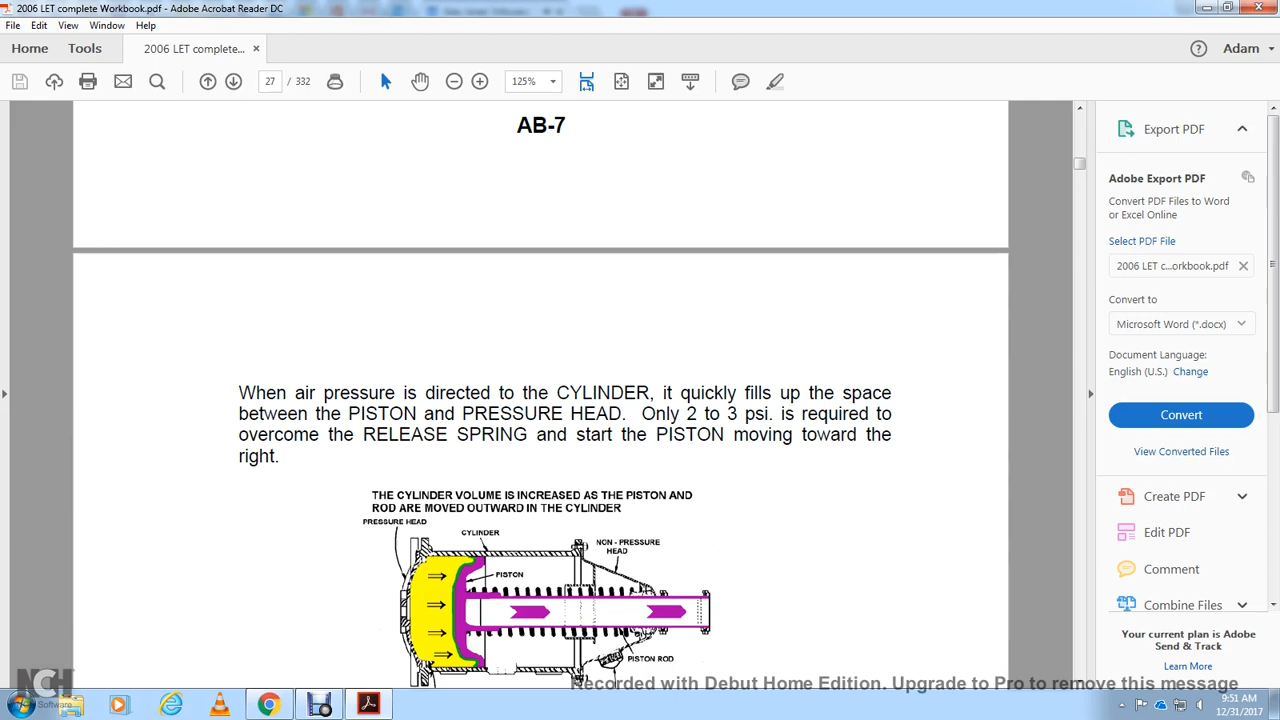 2006 LET complete Workbook.pdf - Adobe Acrobat Reader DC
File Edit View Window Help
Home Tools 2006 LET complete... × Adam
27 / 332 125%
AB-7
When air pressure is directed to the CYLINDER, it quickly fills up the space
between the PISTON and PRESSURE HEAD. Only 2 to 3 psi. is required to
overcome the RELEASE SPRING and start the PISTON moving toward the
right.
THE CYLINDER VOLUME IS INCREASED AS THE PISTON AND
ROD ARE MOVED OUTWARD IN THE CYLINDER
PRESSURE HEAD
CYLINDER
NON - PRESSURE
HEAD
PISTON
PISTON ROD
Export PDF
Adobe Export PDF
Convert PDF Files to Word
or Excel Online
Select PDF File
2006 LET c...orkbook.pdf
Convert to
Microsoft Word (*.docx)
Document Language:
English (U.S.) Change
Convert
View Converted Files
Create PDF
Edit PDF
Comment
Combine Files
Your current plan is Adobe
Send & Track
Learn More
Recorded with Debut Home Edition. Upgrade to Pro to remove this message
NCH
Software
9:51 AM
12/31/2017